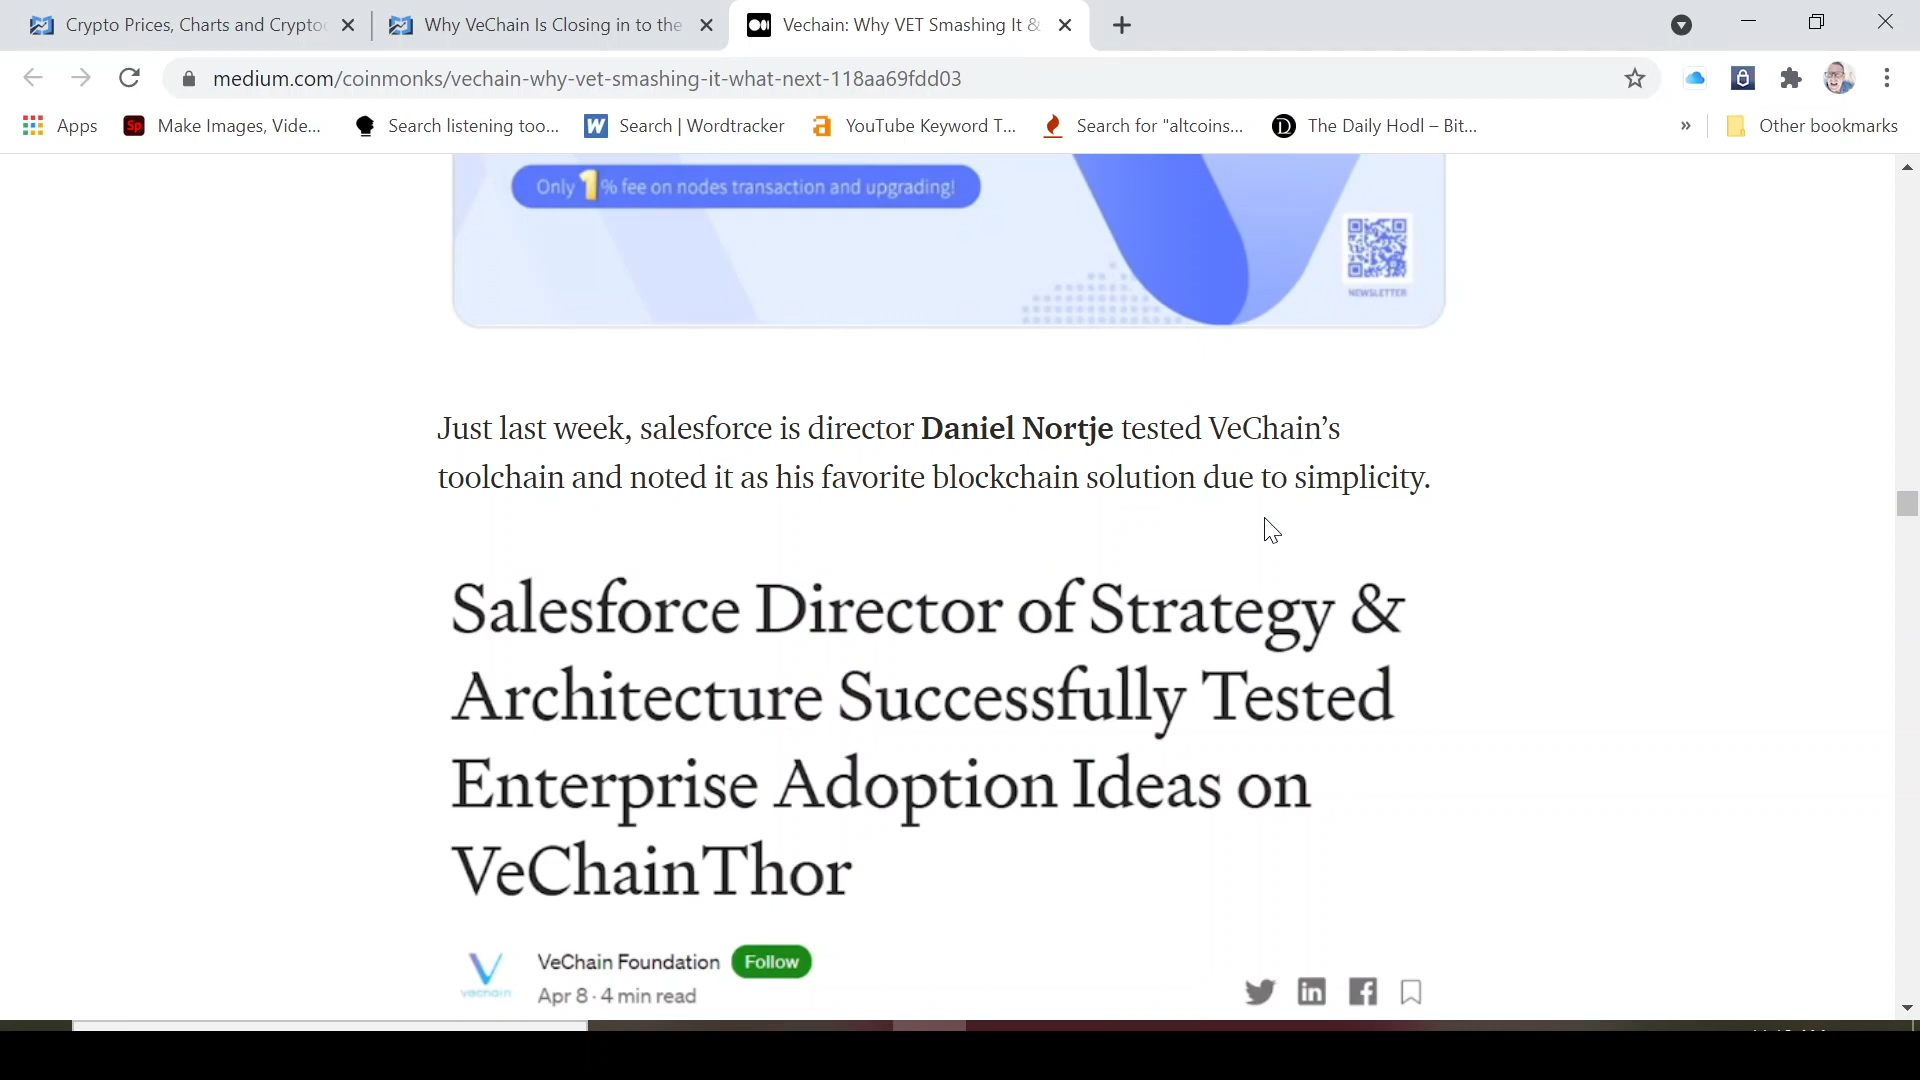 Crypto Prices, Charts and Crypto
Why VeChain Is Closing in to the
Vechain: Why VET Smashing It &
medium.com/coinmonks/vechain-why-vet-smashing-it-what-next-118aa69fdd03
Apps
Sp
Make Images, Vide...
Search listening too...
W
Search | Wordtracker
a
YouTube Keyword T...
Search for "altcoins...
D
The Daily Hodl – Bit...
»
Other bookmarks
Only 1% fee on nodes transaction and upgrading!
NEWSLETTER
Just last week, salesforce is director Daniel Nortje tested VeChain’s
toolchain and noted it as his favorite blockchain solution due to simplicity.
Salesforce Director of Strategy &
Architecture Successfully Tested
Enterprise Adoption Ideas on
VeChainThor
VeChain Foundation
Follow
vechain
Apr 8 · 4 min read
in